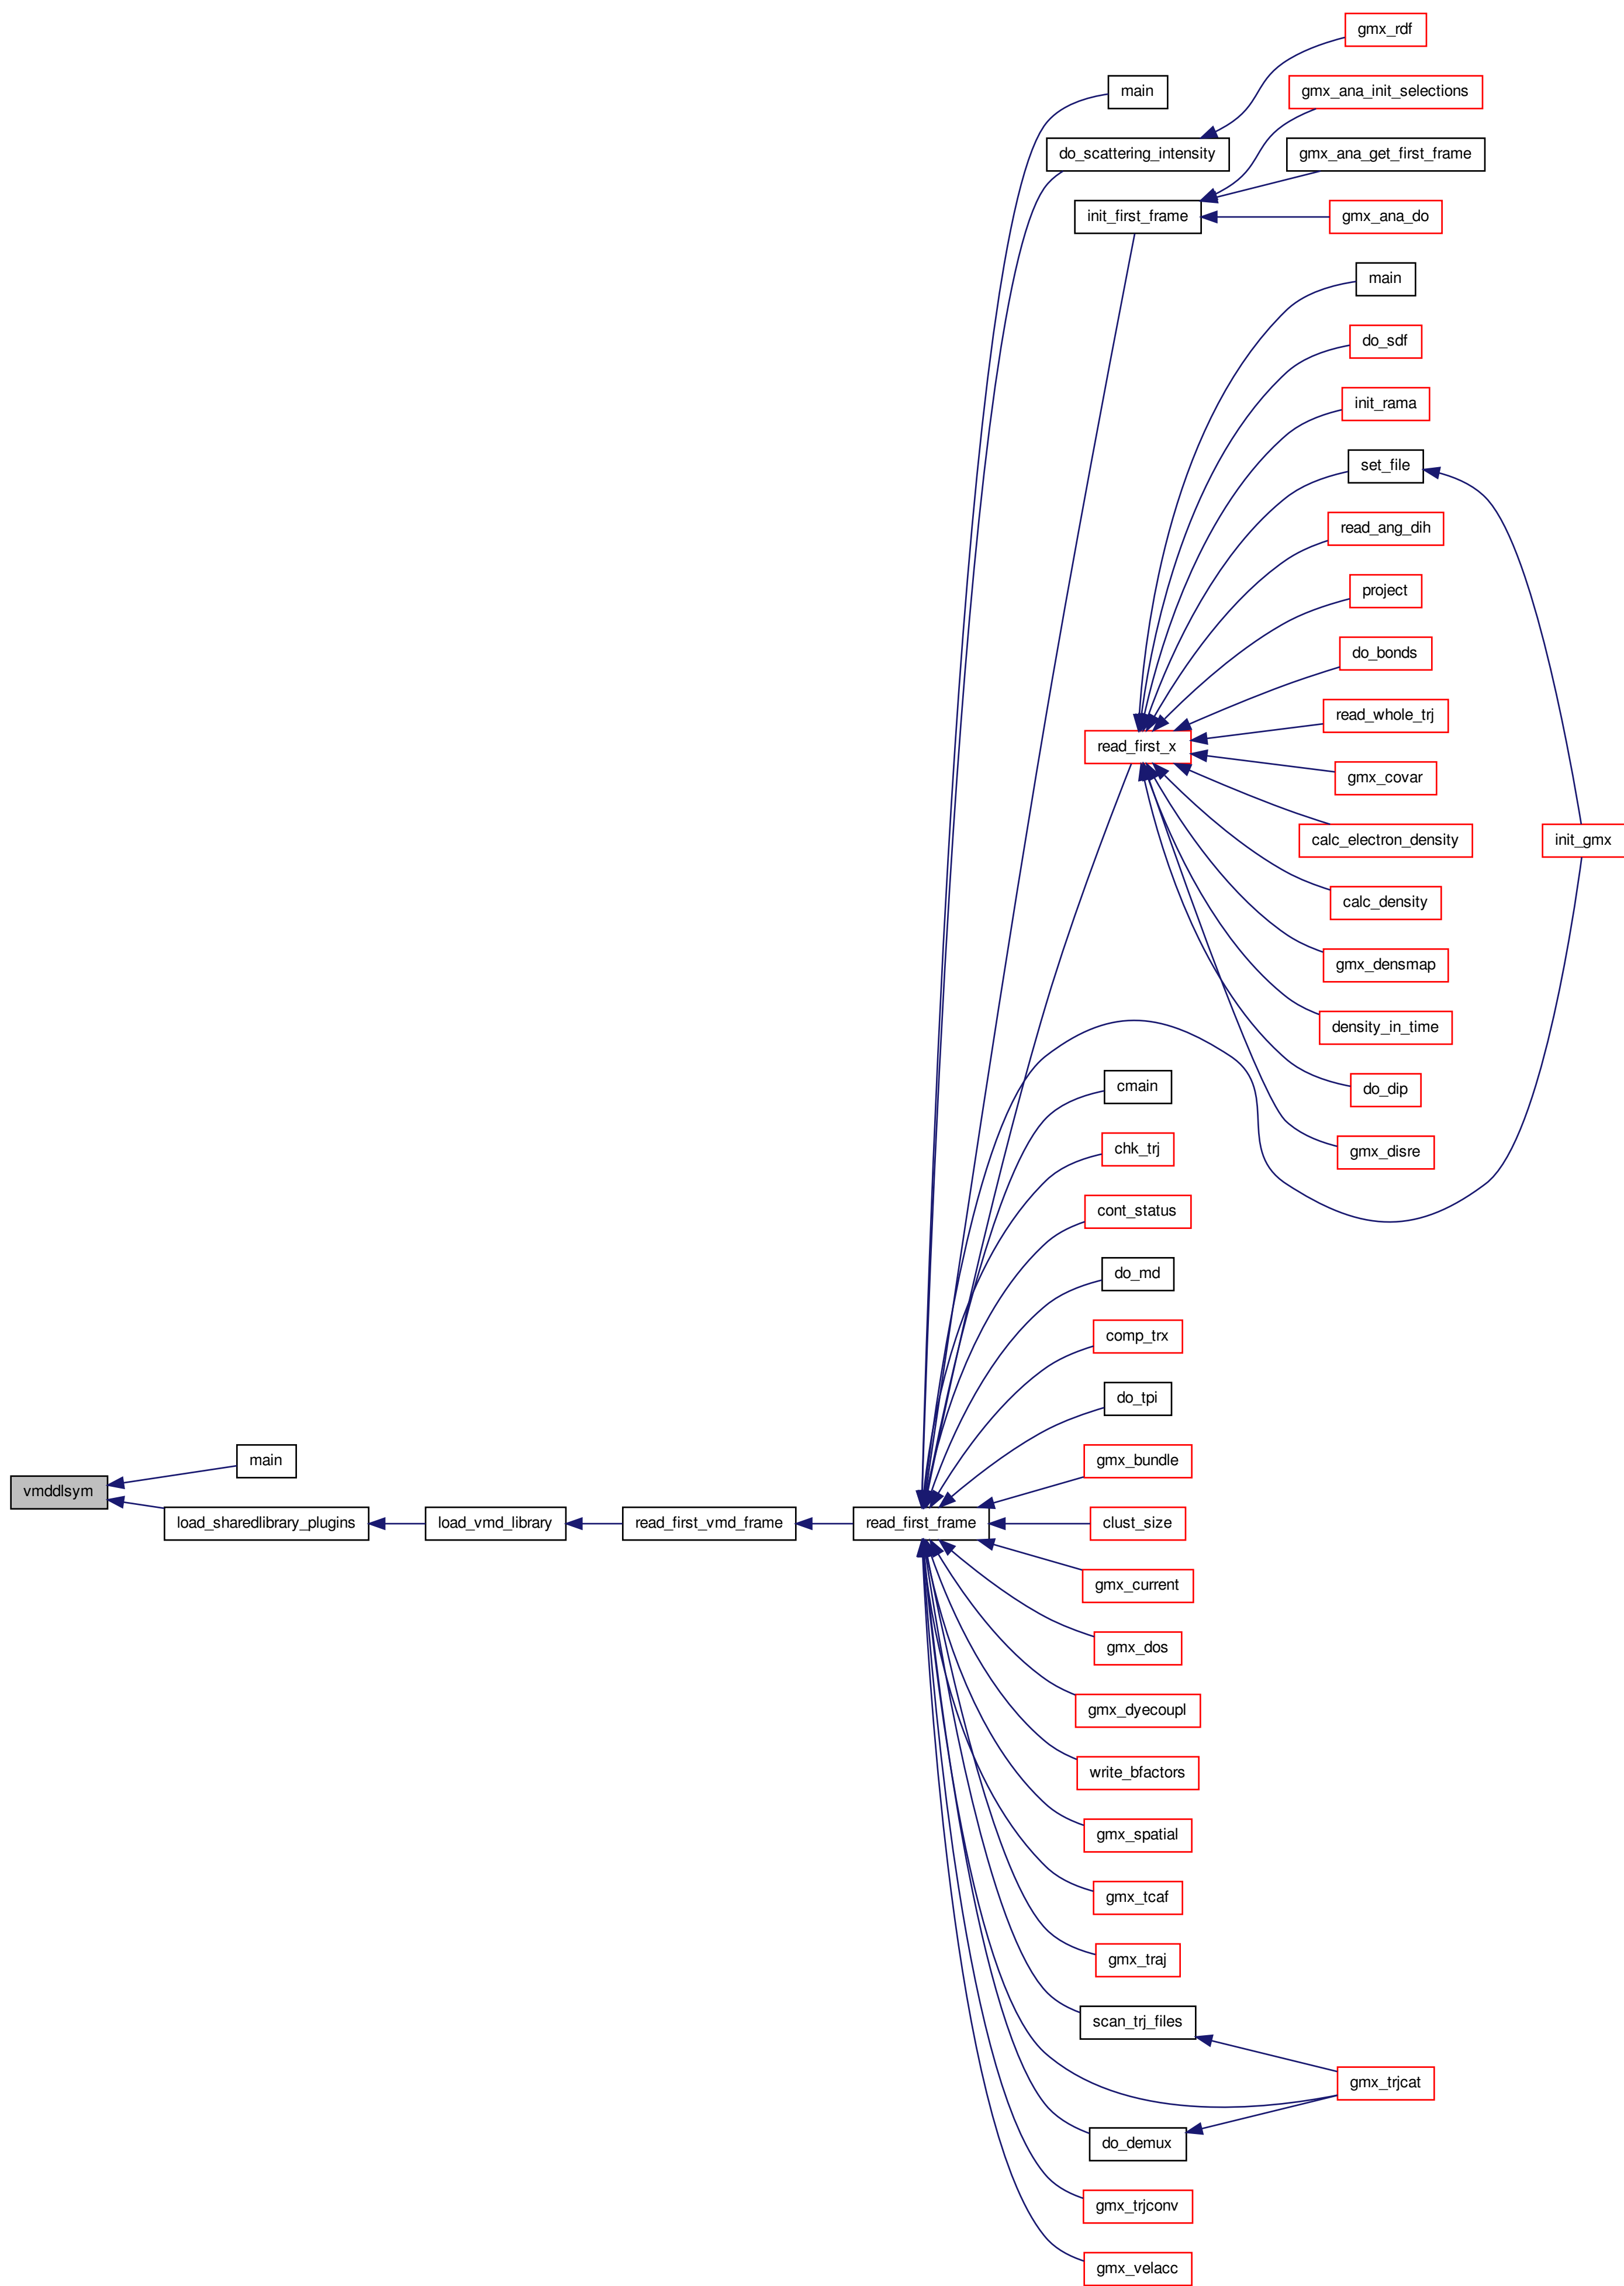 gmx_rdf
main
gmx_ana_init_selections
do_scattering_intensity
gmx_ana_get_first_frame
init_first_frame
gmx_ana_do
main
do_sdf
init_rama
set_file
read_ang_dih
project
do_bonds
read_whole_trj
read_first_x
gmx_covar
calc_electron_density
init_gmx
calc_density
gmx_densmap
density_in_time
cmain
do_dip
chk_trj
gmx_disre
cont_status
do_md
comp_trx
do_tpi
main
gmx_bundle
vmddlsym
load_sharedlibrary_plugins
load_vmd_library
read_first_vmd_frame
read_first_frame
clust_size
gmx_current
gmx_dos
gmx_dyecoupl
write_bfactors
gmx_spatial
gmx_tcaf
gmx_traj
scan_trj_files
gmx_trjcat
do_demux
gmx_trjconv
gmx_velacc